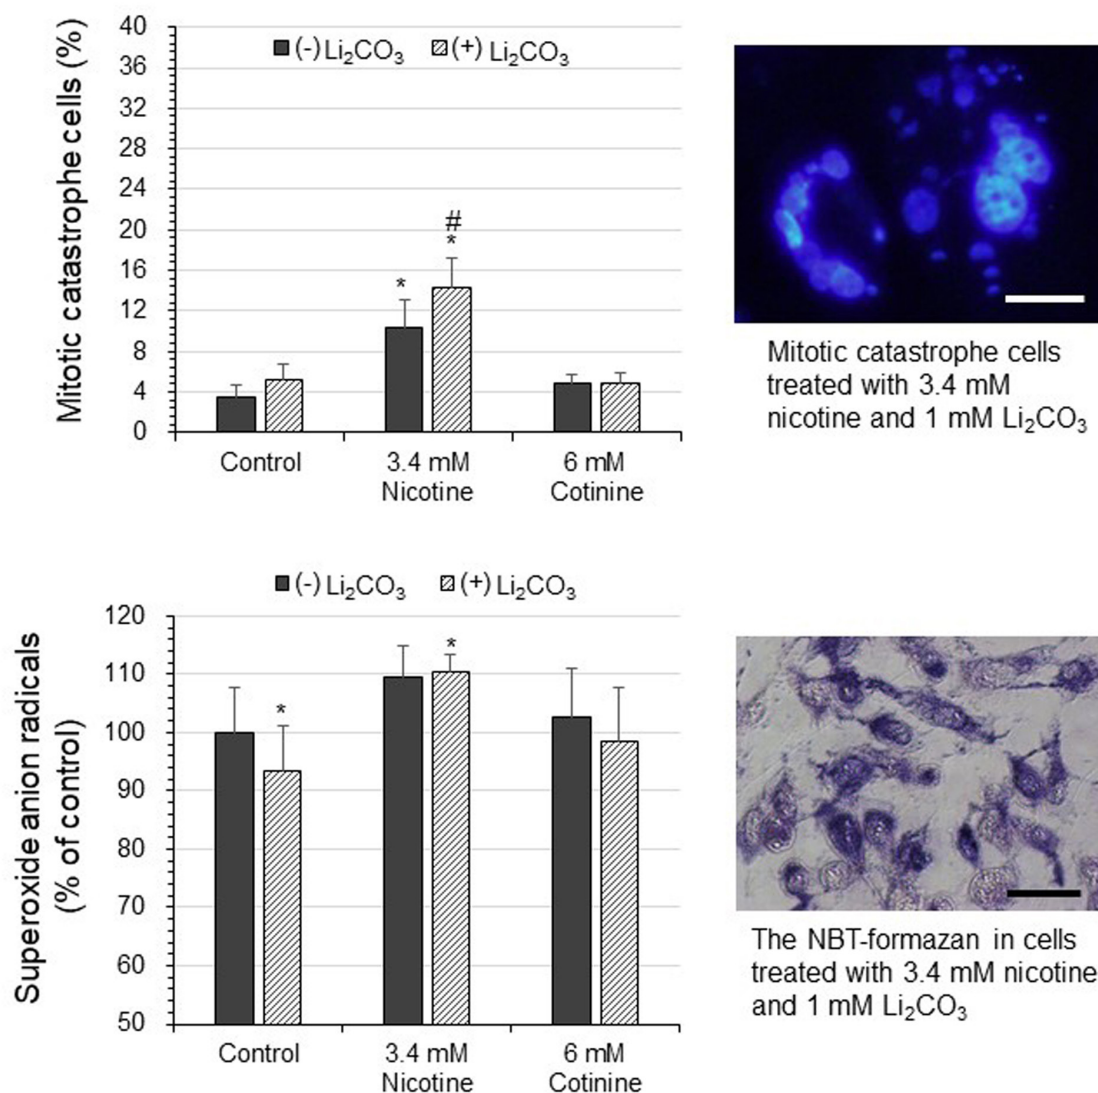 Mitotic catastrophe cells (%)
40
36
32
28
24
20
16
12
8
4
0
(-) Li₂CO₃ (+) Li₂CO₃
*
#
*
Control
3.4 mM
Nicotine
6 mM
Cotinine
Mitotic catastrophe cells
treated with 3.4 mM
nicotine and 1 mM Li₂CO₃
Superoxide anion radicals
(% of control)
(-) Li₂CO₃ (+) Li₂CO₃
120
110
100
90
80
70
60
50
*
*
Control
3.4 mM
Nicotine
6 mM
Cotinine
The NBT-formazan in cells
treated with 3.4 mM nicotine
and 1 mM Li₂CO₃